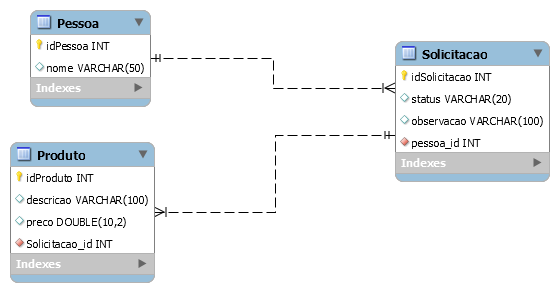 Pessoa
idPessoa INT
nome VARCHAR(50)
Indexes
Solicitacao
idSolicitacao INT
status VARCHAR(20)
observacao VARCHAR(100)
pessoa_id INT
Indexes
Produto
idProduto INT
descricao VARCHAR(100)
preco DOUBLE(10,2)
Solicitacao_id INT
Indexes